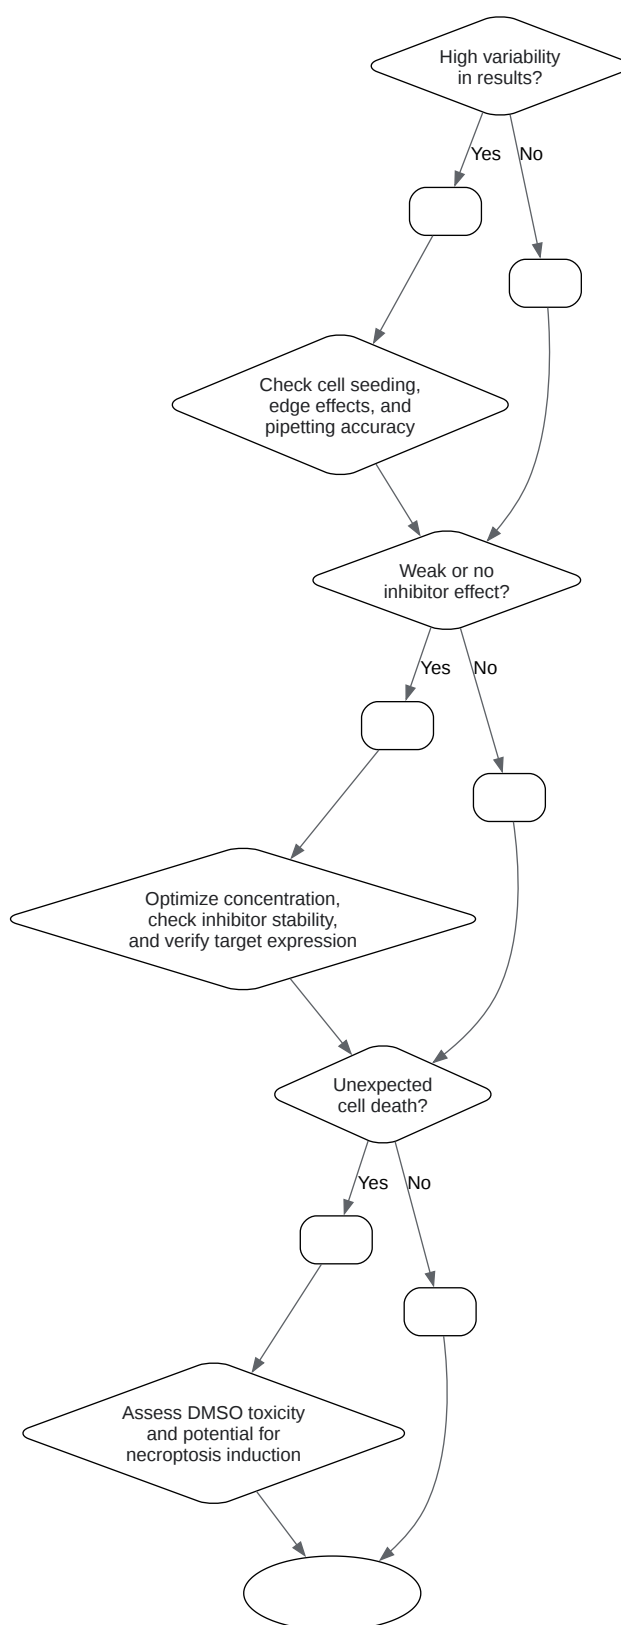 High variability
in results?
Yes
No
Check cell seeding,
edge effects, and
pipetting accuracy
Weak or no
inhibitor effect?
Yes
No
Optimize concentration,
check inhibitor stability,
and verify target expression
Unexpected
cell death?
Yes
No
Assess DMSO toxicity
and potential for
necroptosis induction